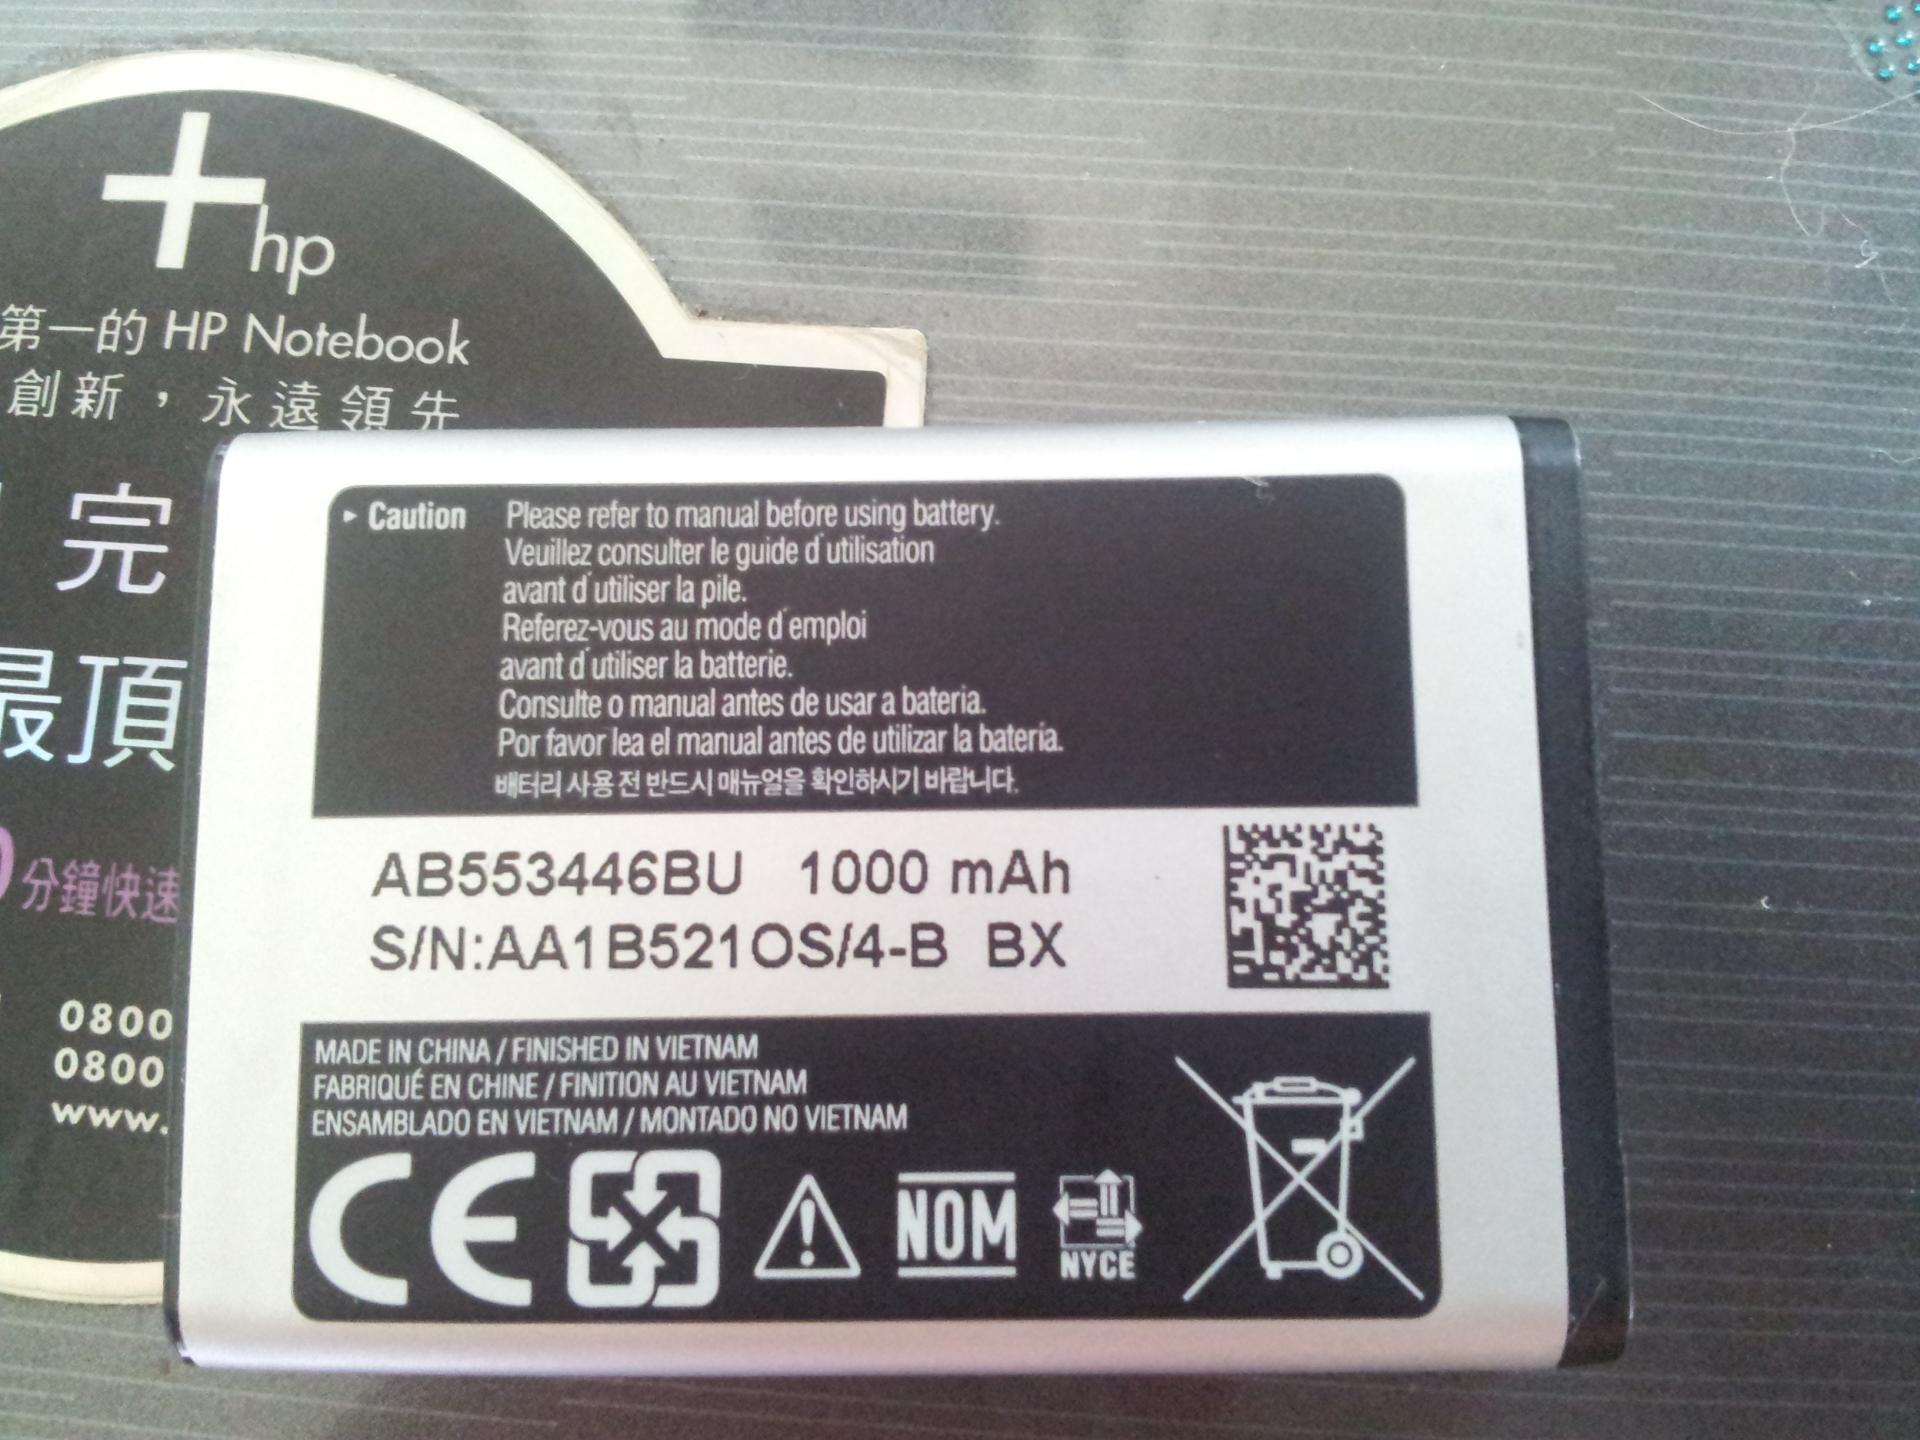 hp
第一的 HP Notebook
創新，永遠領先
完
最頂
分鐘快速
0800
0800
www.
Caution Please refer to manual before using battery.
Veuillez consulter le guide d'utilisation
avant d'utiliser la pile.
Referez-vous au mode d'emploi
avant d'utiliser la batterie.
Consulte o manual antes de usar a bateria.
Por favor lea el manual antes de utilizar la bateria.
배터리 사용 전 반드시 매뉴얼을 확인하시기 바랍니다.
AB553446BU 1000 mAh
S/N:AA1B521OS/4-B BX
MADE IN CHINA / FINISHED IN VIETNAM
FABRIQUÉ EN CHINE / FINITION AU VIETNAM
ENSAMBLADO EN VIETNAM / MONTADO NO VIETNAM
CE
NOM
NYCE